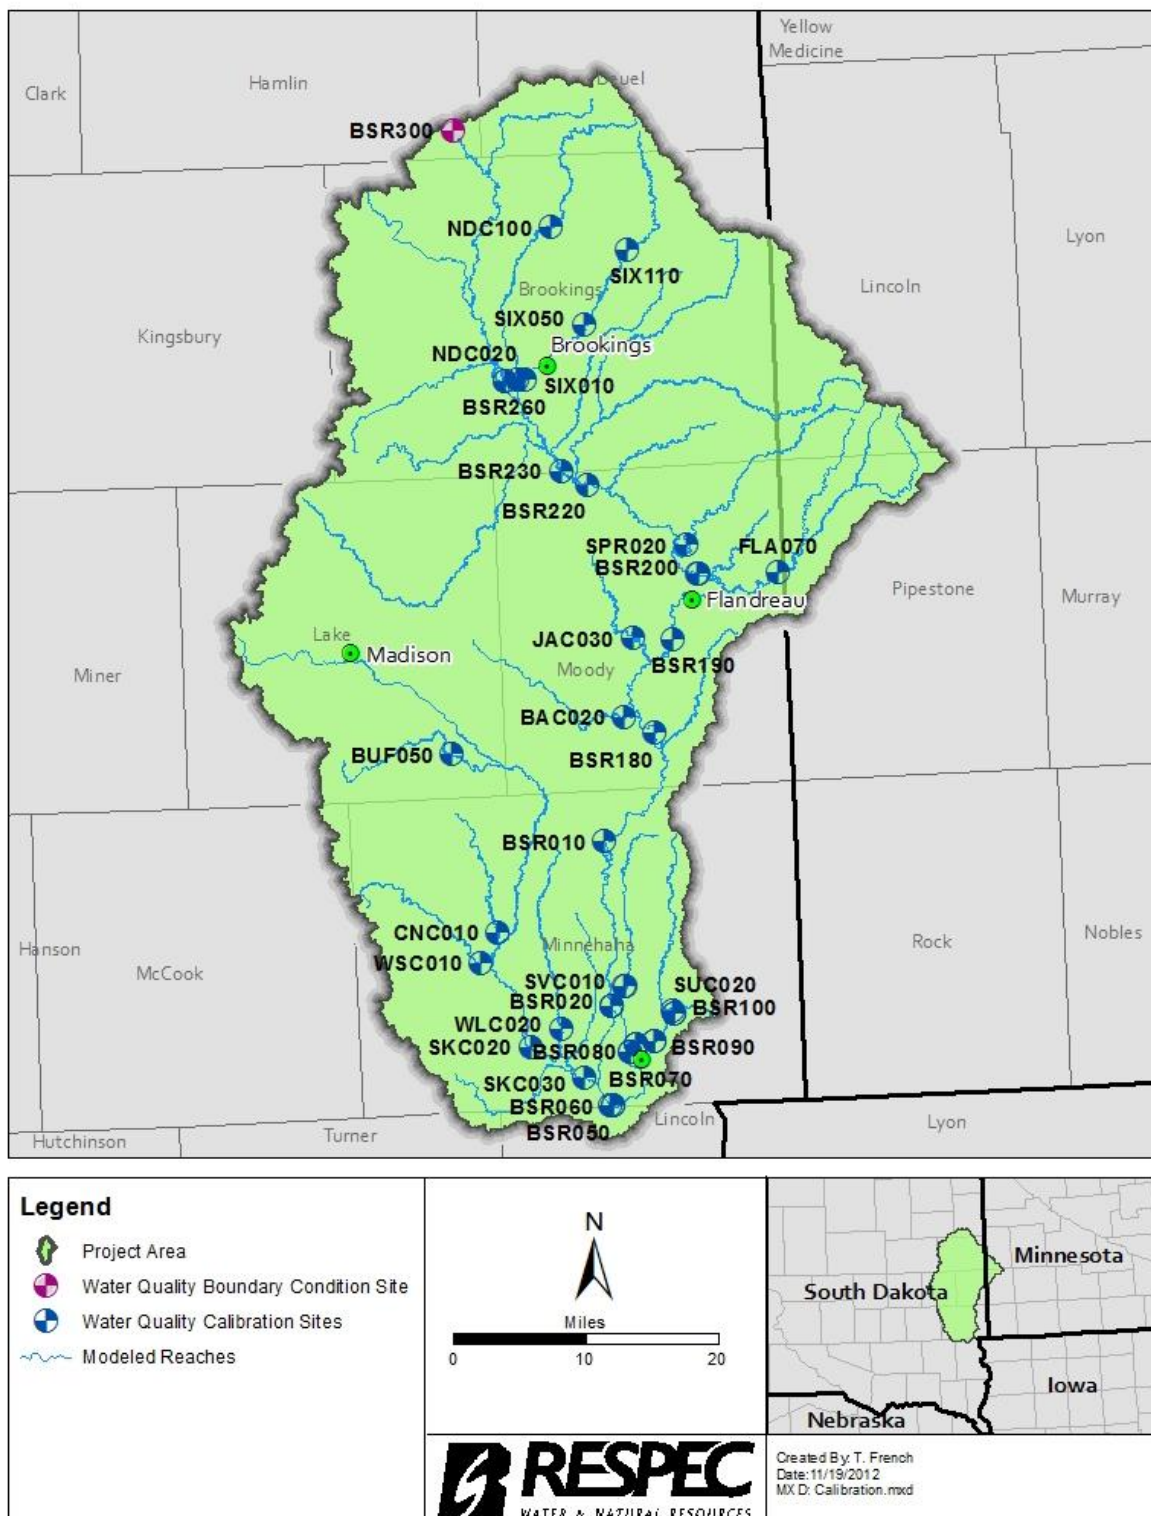 Yellow
Medicine
Clark
Hamlin
Deuel
BSR300
NDC100
SIX110
Lyon
Brookings
Lincoln
Kingsbury
SIX050
Brookings
NDC020
SIX010
BSR260
BSR230
BSR220
SPR020
FLA070
BSR200
Pipestone
Murray
Flandreau
Lake
JAC030
Madison
BSR190
Moody
Miner
BAC020
BUF050
BSR180
BSR010
CNC010
Minnehaha
Rock
Nobles
Hanson
McCook
WSC010
SVC010
SUC020
BSR020
BSR100
WLC020
SKC020
BSR080
BSR090
BSR070
SKC030
BSR060
Lincoln
Lyon
BSR050
Turner
Hutchinson
Legend
Project Area
Water Quality Boundary Condition Site
Water Quality Calibration Sites
Modeled Reaches
N
Miles
0 10 20
Minnesota
South Dakota
Iowa
Nebraska
RESPEC
WATER & NATURAL RESOURCES
Created By: T. French
Date:11/19/2012
MXD: Calibration.mxd